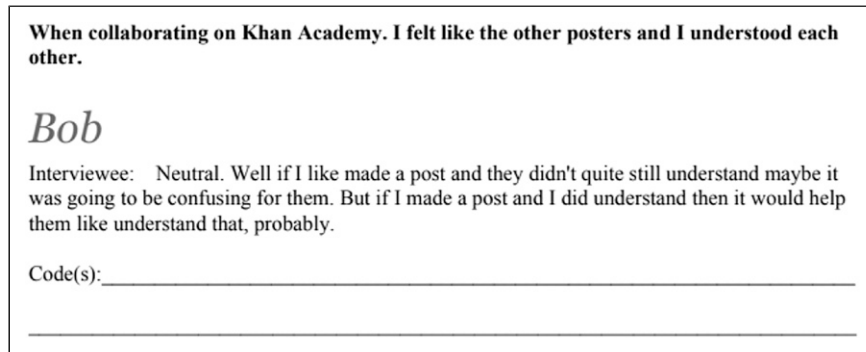 When collaborating on Khan Academy. I felt like the other posters and I understood each
other.
Bob
Interviewee: Neutral. Well if I like made a post and they didn't quite still understand maybe it
was going to be confusing for them. But if I made a post and I did understand then it would help
them like understand that, probably.
Code(s):